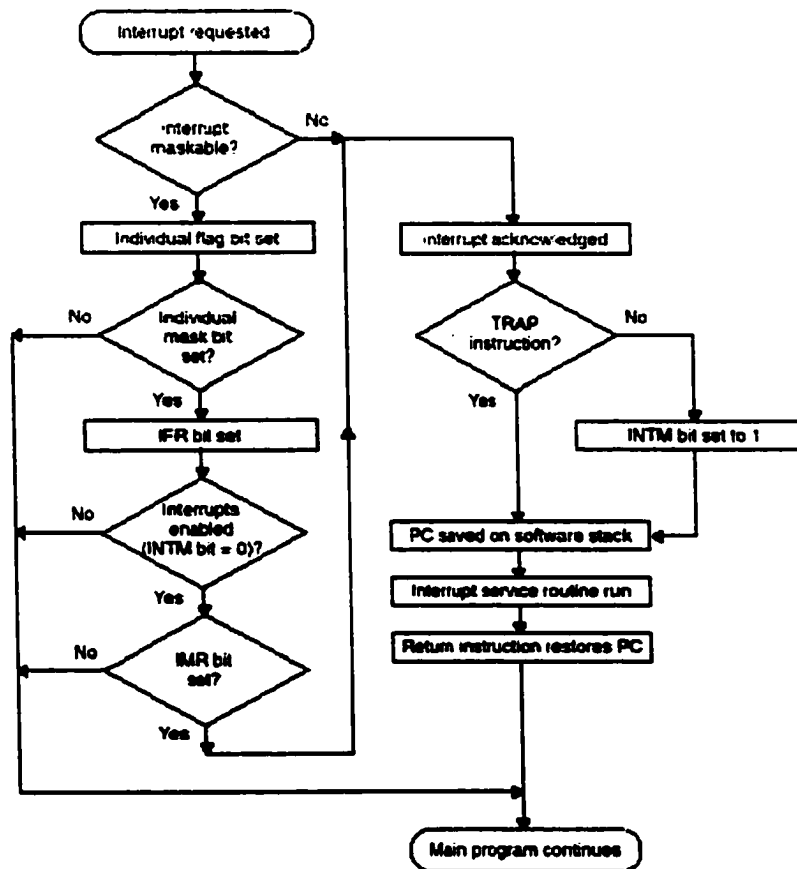 Interrupt requested
Interrupt
maskable?
No
Yes
Individual flag bit set
Individual
mask bit
set?
No
Yes
IFR bit set
Interrupts
enabled
(INTM bit = 0)?
No
Yes
IMR bit
set?
No
Yes
Interrupt acknowledged
TRAP
instruction?
No
Yes
INTM bit set to 1
PC saved on software stack
Interrupt service routine run
Return instruction restores PC
Main program continues